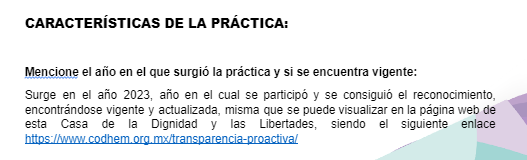 CARACTERÍSTICAS DE LA PRÁCTICA:
Mencione el año en el que surgió la práctica y si se encuentra vigente:
Surge en el año 2023, año en el cual se participó y se consiguió el reconocimiento,
encontrándose vigente y actualizada, misma que se puede visualizar en la página web de
esta Casa de la Dignidad y las Libertades, siendo el siguiente enlace
https://www.codhem.org.mx/transparencia-proactiva/